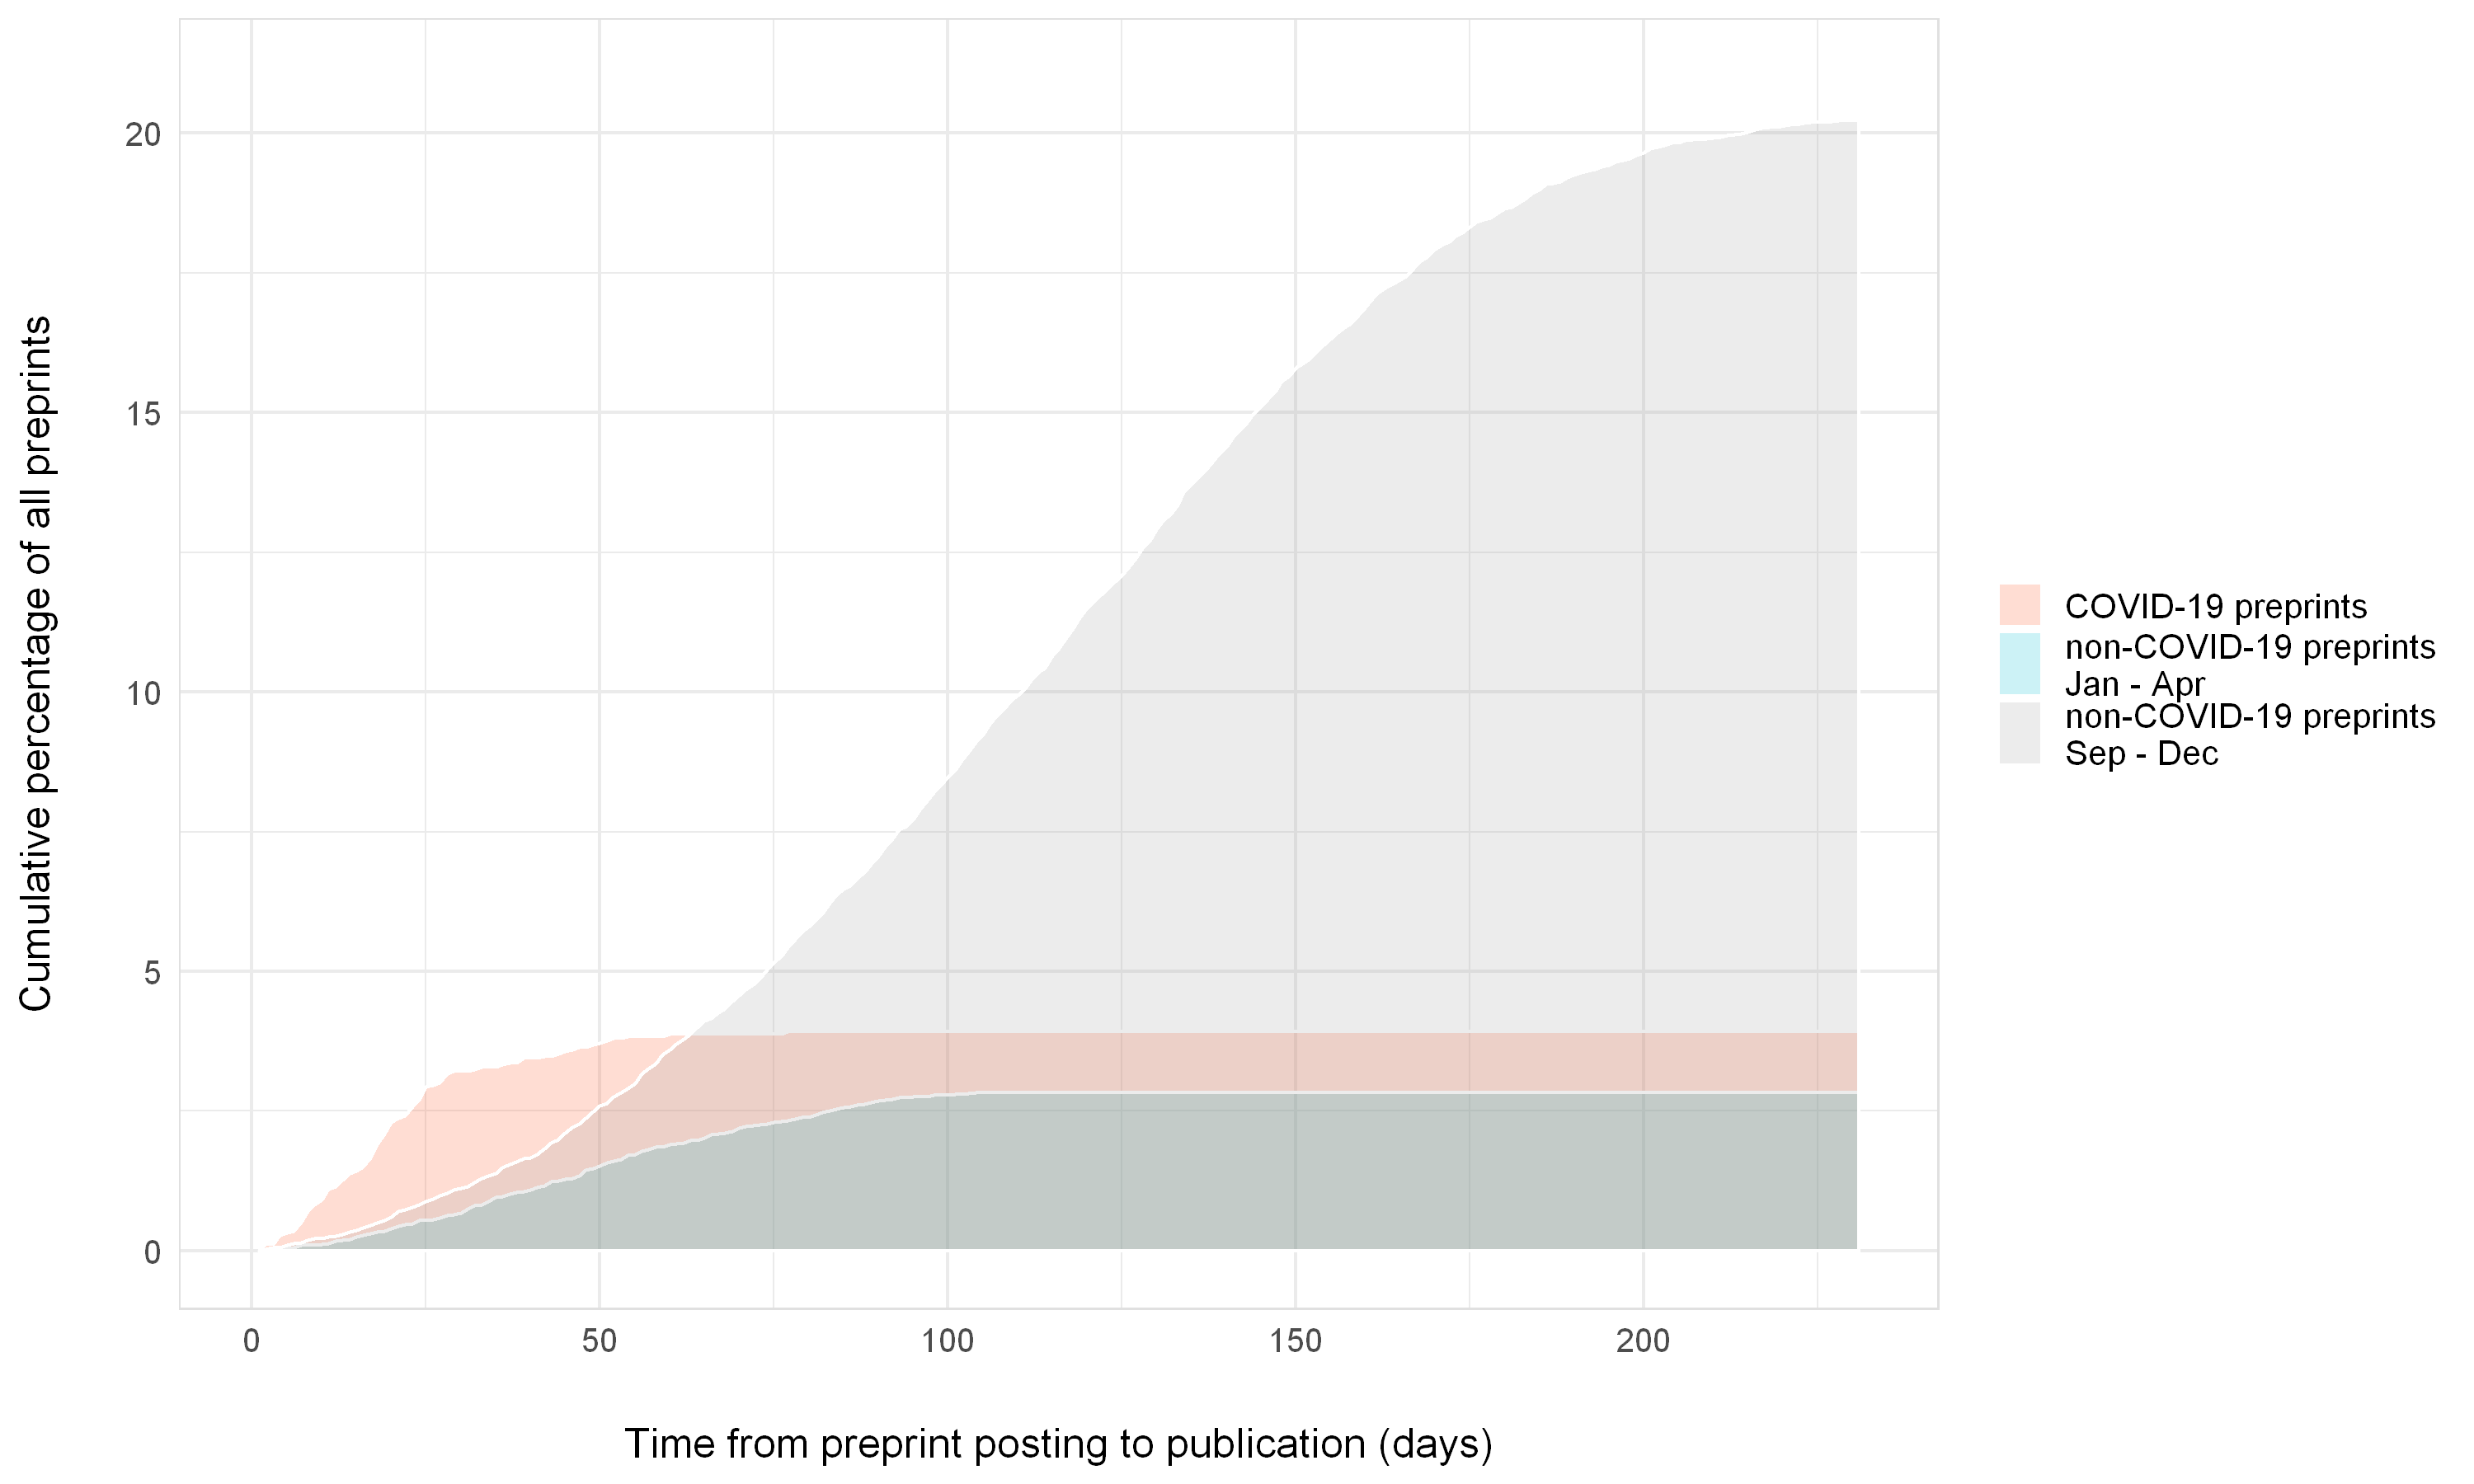 Cumulative percentage of all preprints
20
15
10
5
0
0 50 100 150 200
Time from preprint posting to publication (days)
COVID-19 preprints
non-COVID-19 preprints
Jan - Apr
non-COVID-19 preprints
Sep - Dec